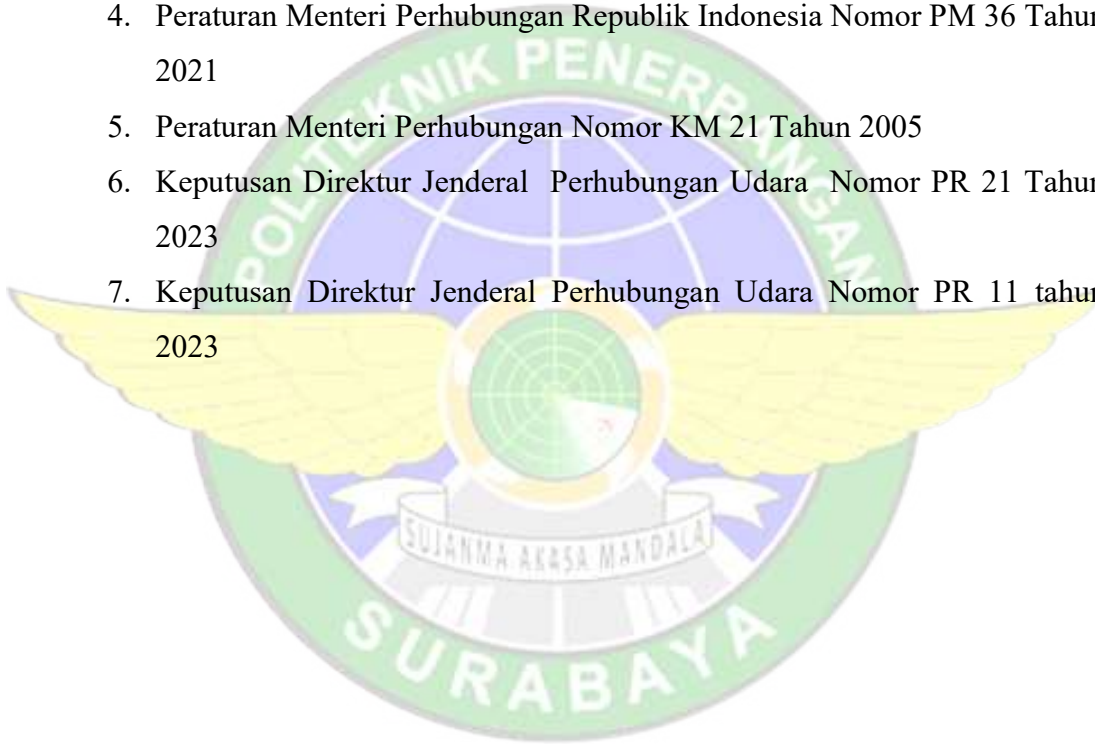 4. Peraturan Menteri Perhubungan Republik Indonesia Nomor PM 36 Tahun
2021
5. Peraturan Menteri Perhubungan Nomor KM 21 Tahun 2005
6. Keputusan Direktur Jenderal Perhubungan Udara Nomor PR 21 Tahun
2023
7. Keputusan Direktur Jenderal Perhubungan Udara Nomor PR 11 tahun
2023
POLITEKNIK PENERBANGAN
SUJANMA AKASA MANDALA
SURABAYA